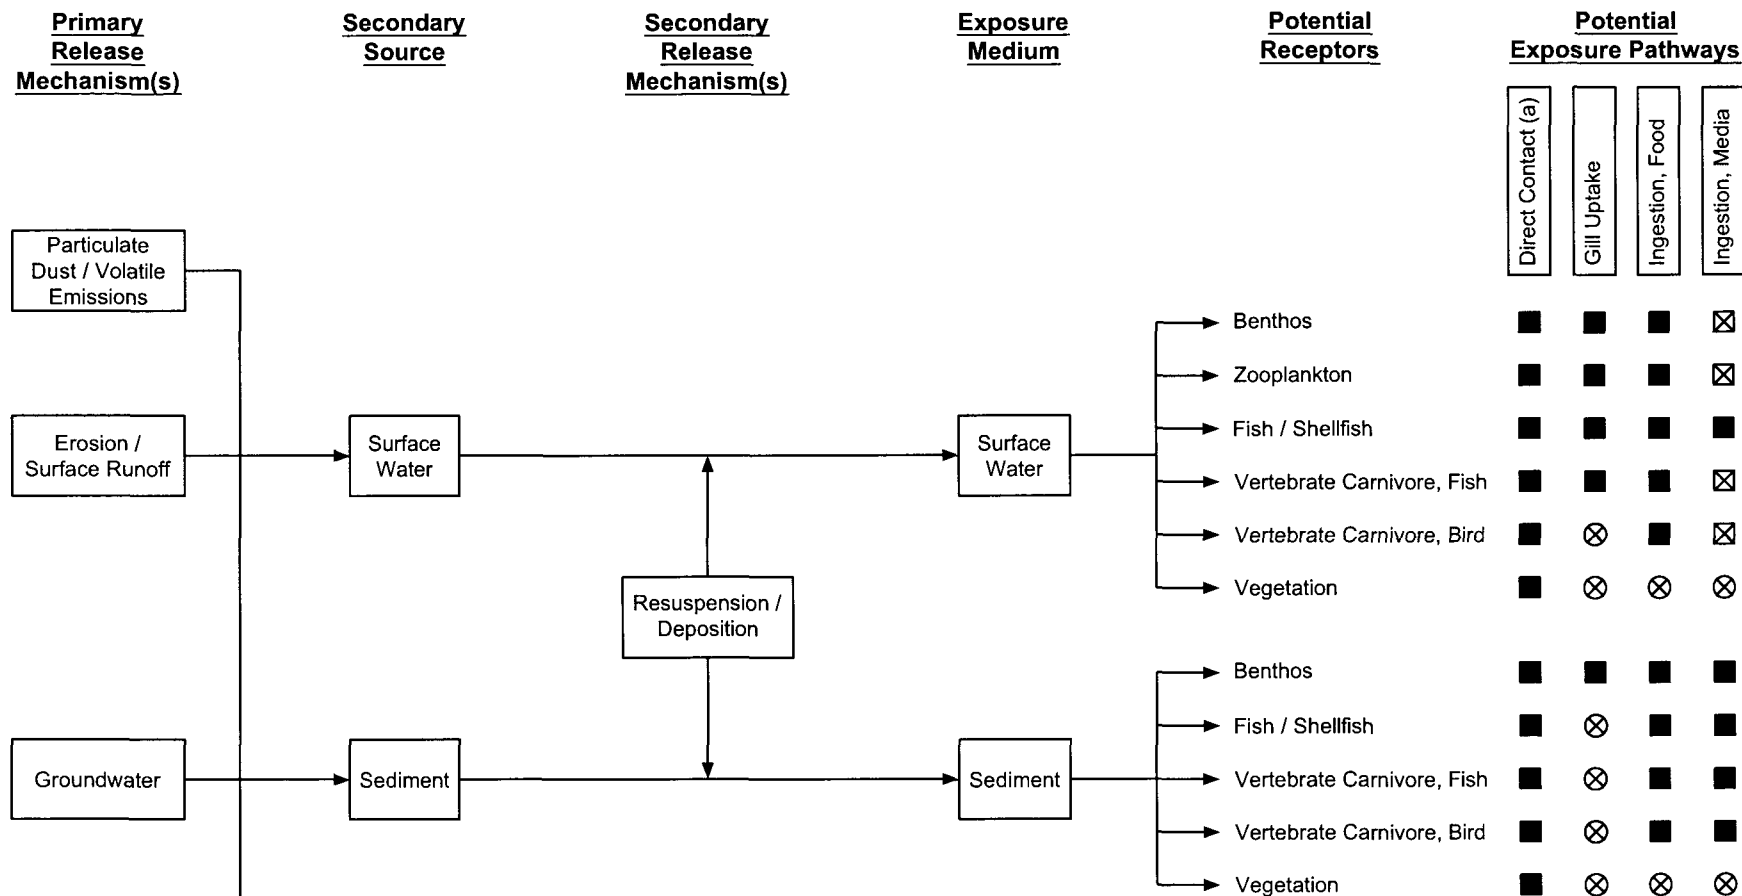 Primary
Release
Mechanism(s)
Secondary
Source
Secondary
Release
Mechanism(s)
Exposure
Medium
Potential
Receptors
Potential
Exposure Pathways
Direct Contact (a)
Gill Uptake
Ingestion, Food
Ingestion, Media
Particulate
Dust / Volatile
Emissions
Erosion /
Surface Runoff
Surface
Water
Surface
Water
Benthos
Zooplankton
Fish / Shellfish
Vertebrate Carnivore, Fish
Vertebrate Carnivore, Bird
Vegetation
Resuspension /
Deposition
Groundwater
Sediment
Sediment
Benthos
Fish / Shellfish
Vertebrate Carnivore, Fish
Vertebrate Carnivore, Bird
Vegetation